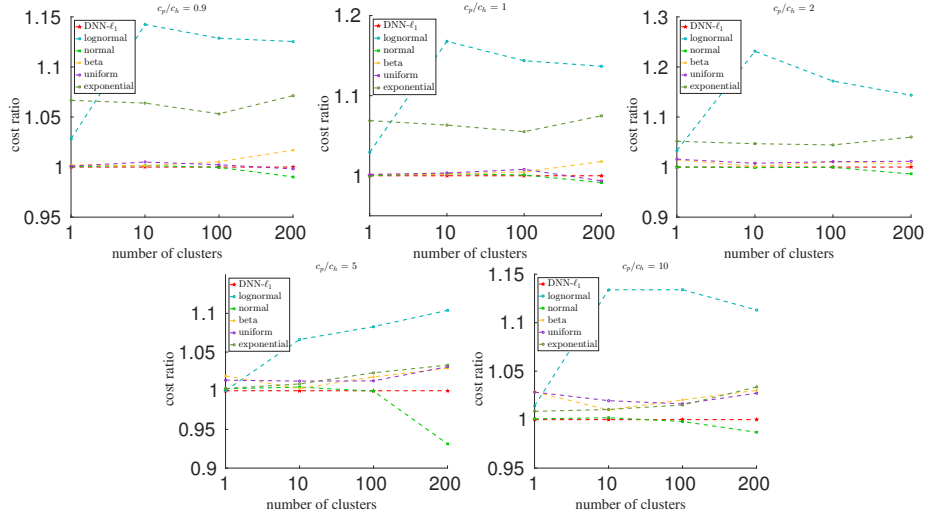 c_p/c_h = 0.9
1.15
1.1
1.05
1
0.95
cost ratio
DNN-ℓ1
lognormal
normal
beta
uniform
exponential
1 10 100 200
number of clusters
c_p/c_h = 1
1.2
1.1
1
cost ratio
DNN-ℓ1
lognormal
normal
beta
uniform
exponential
1 10 100 200
number of clusters
c_p/c_h = 2
1.3
1.2
1.1
1
0.9
cost ratio
DNN-ℓ1
lognormal
normal
beta
uniform
exponential
1 10 100 200
number of clusters
c_p/c_h = 5
1.1
1.05
1
0.95
0.9
cost ratio
DNN-ℓ1
lognormal
normal
beta
uniform
exponential
1 10 100 200
number of clusters
c_p/c_h = 10
1.15
1.1
1.05
1
0.95
cost ratio
DNN-ℓ1
lognormal
normal
beta
uniform
exponential
1 10 100 200
number of clusters